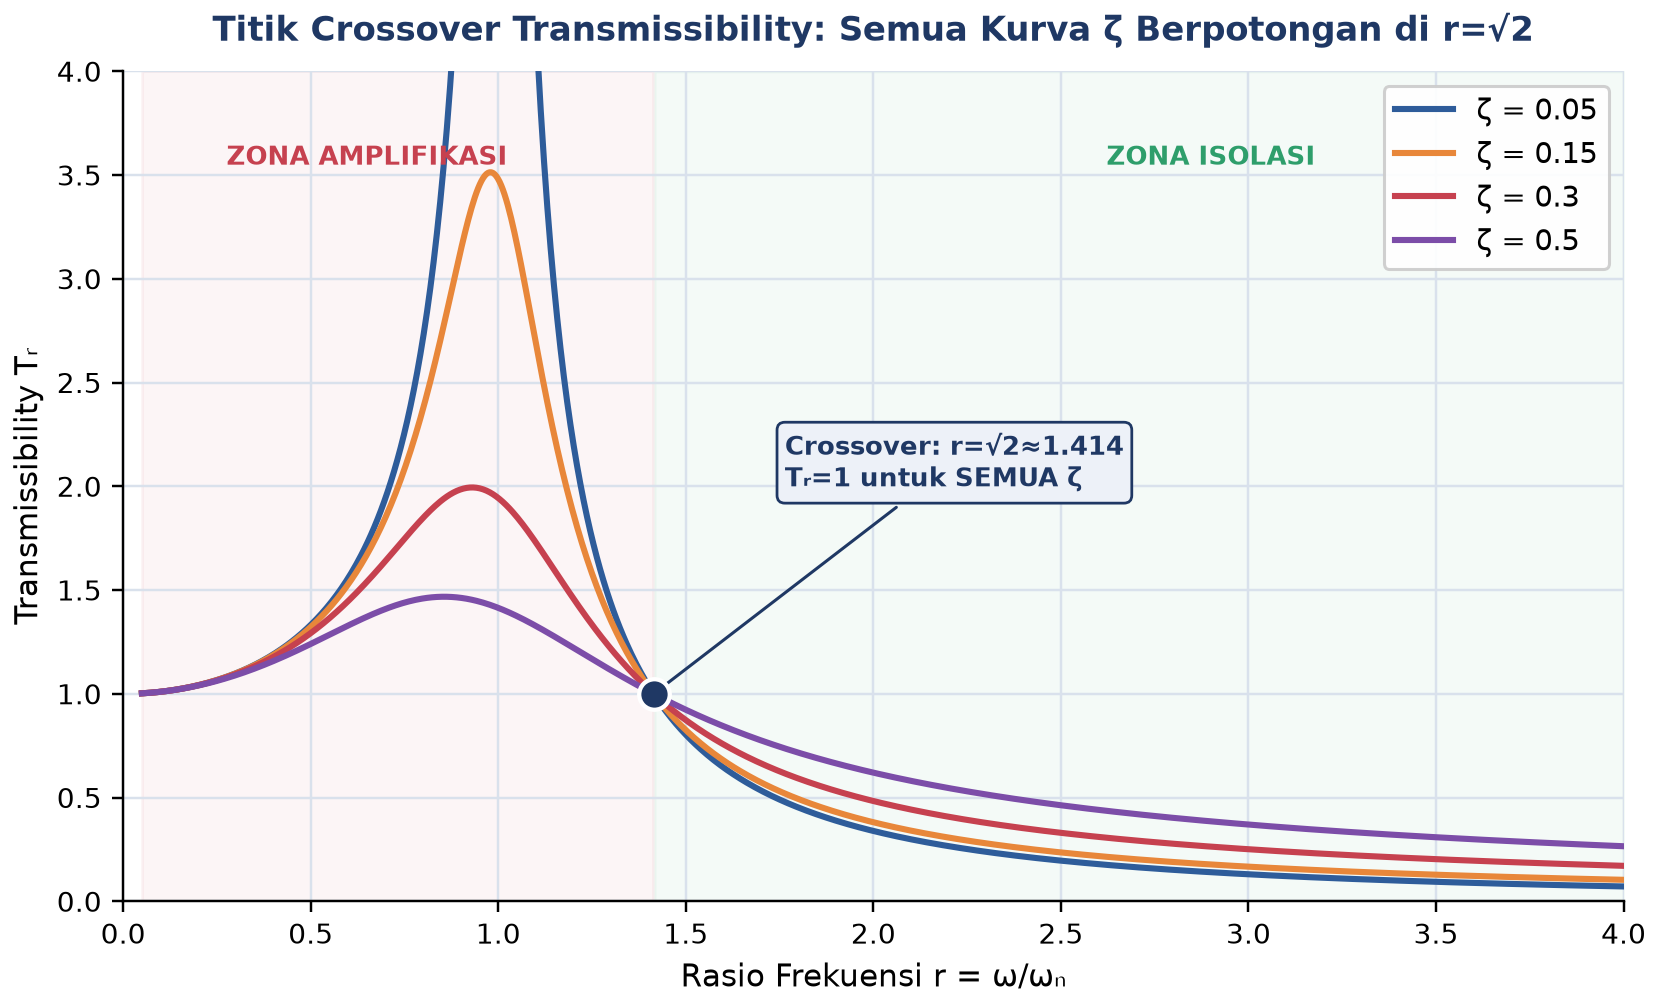 Titik Crossover Transmissibility: Semua Kurva ζ Berpotongan di r=√2
4.0
3.5
3.0
2.5
2.0
1.5
1.0
0.5
0.0
Transmissibility Tᵣ
ZONA AMPLIFIKASI
ZONA ISOLASI
ζ = 0.05
ζ = 0.15
ζ = 0.3
ζ = 0.5
Crossover: r=√2≈1.414
Tᵣ=1 untuk SEMUA ζ
0.0 0.5 1.0 1.5 2.0 2.5 3.0 3.5 4.0
Rasio Frekuensi r = ω/ωₙ